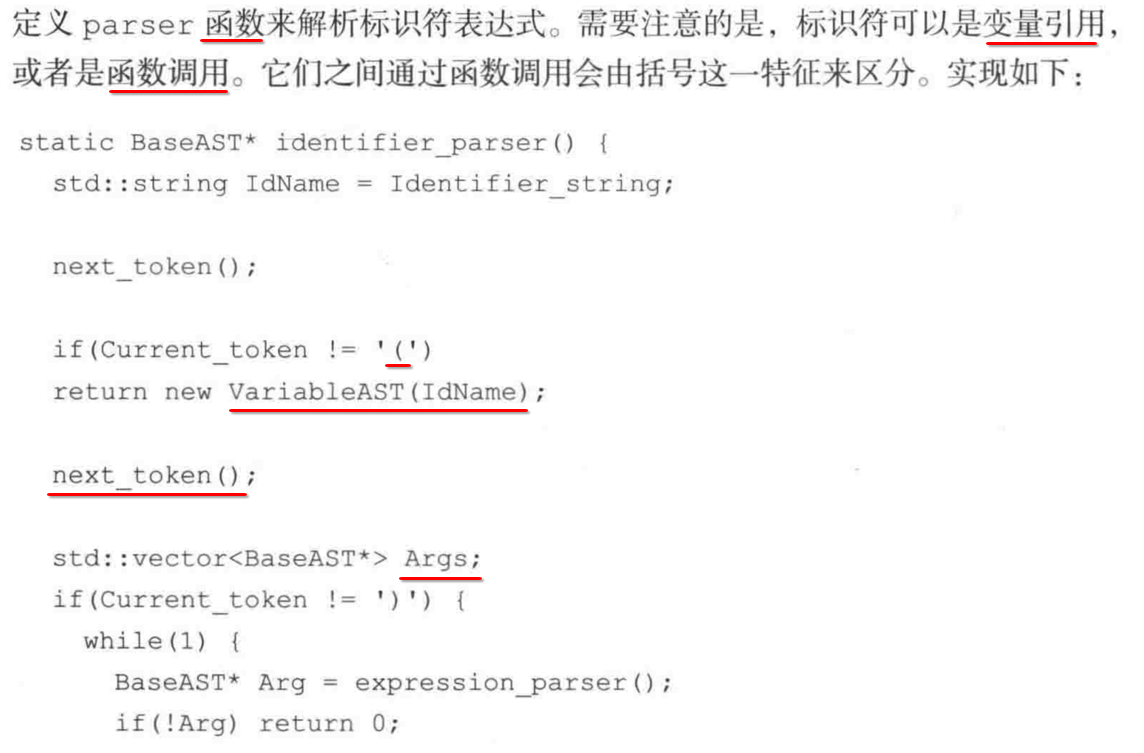 定义 parser 函数来解析标识符表达式。需要注意的是，标识符可以是变量引用，
或者是函数调用。它们之间通过函数调用会由括号这一特征来区分。实现如下：
static BaseAST* identifier_parser() {
std::string IdName = Identifier_string;
next_token();
if(Current_token != '(')
return new VariableAST(IdName);
next_token();
std::vector<BaseAST*> Args;
if(Current_token != ')') {
while(1) {
BaseAST* Arg = expression_parser();
if(!Arg) return 0;